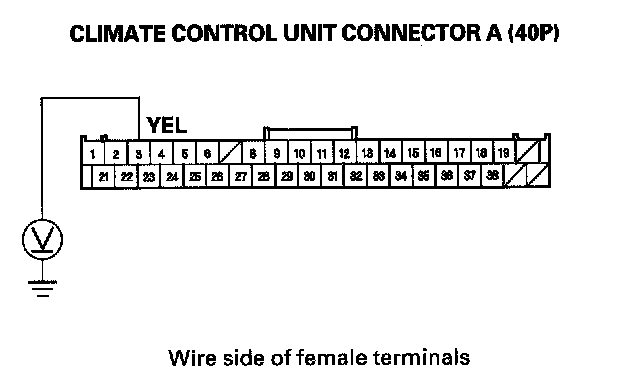 CLIMATE CONTROL UNIT CONNECTOR A (40P)
YEL
1 2 3 4 5 6 8 9 10 11 12 13 14 15 16 17 18 19
21 22 23 24 25 26 27 28 29 30 31 32 33 34 35 36 37 38
V
Wire side of female terminals